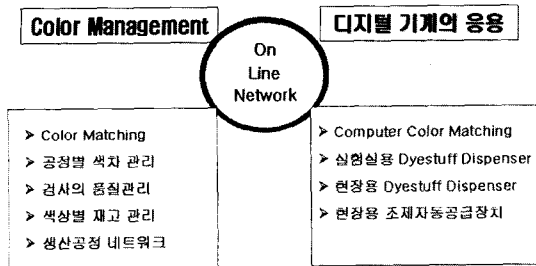 Color Management
디지털 기계의 응용
On
Line
Network
➤ Color Matching
➤ 공정별 색차 관리
➤ 검사의 품질관리
➤ 색상별 재고 관리
➤ 생산공정 네트워크
➤ Computer Color Matching
➤ 실험실용 Dyestuff Dispenser
➤ 현장용 Dyestuff Dispenser
➤ 현장용 조제자동공급장치